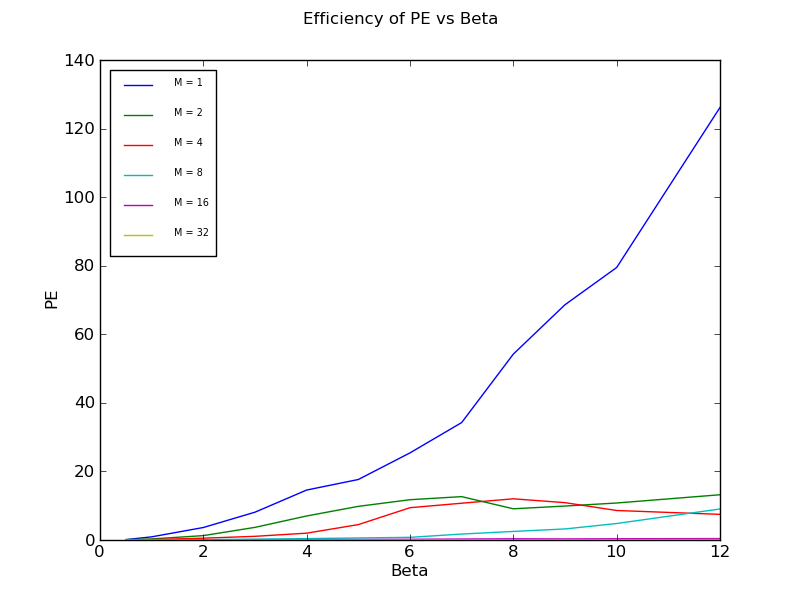 Efficiency of PE vs Beta
140
120
100
80
60
40
20
0
PE
M = 1
M = 2
M = 4
M = 8
M = 16
M = 32
0 2 4 6 8 10 12
Beta